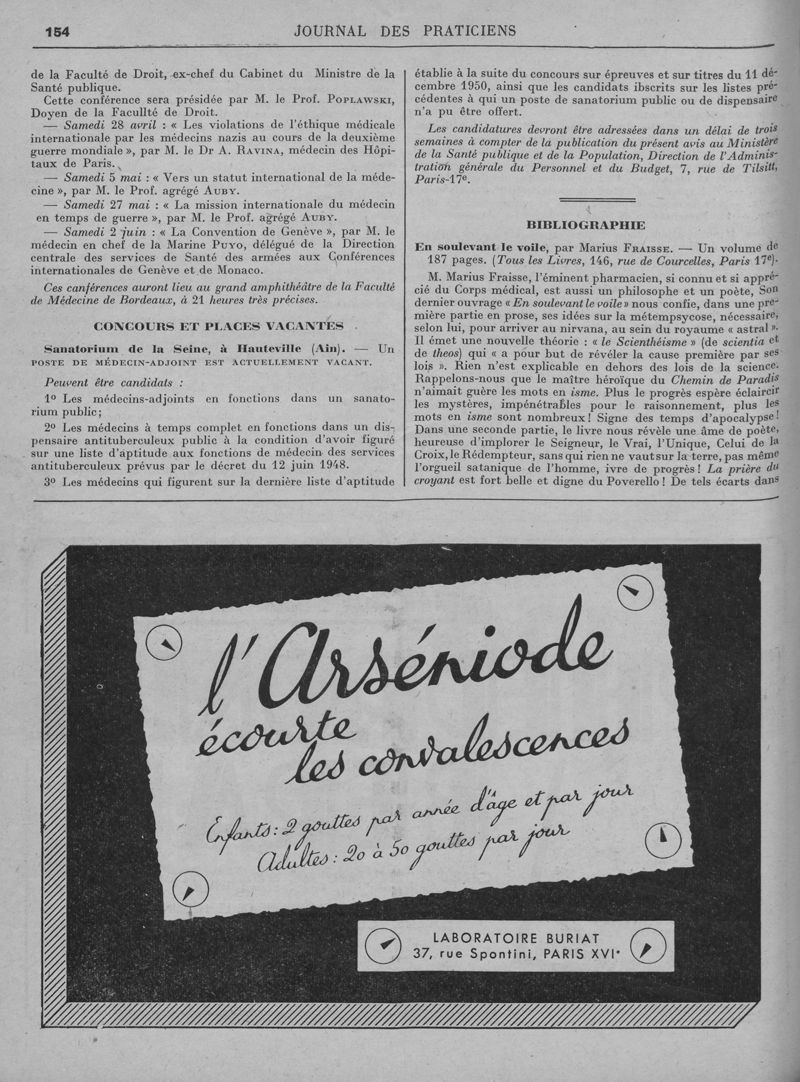 154
JOURNAL DES PRATICIENS
de la Faculté de Droit, ex-chef du Cabinet du Ministre de la
Santé publique.
Cette conférence sera présidée par M. le Prof. POPLAWSKI,
Doyen de la Facullté de Droit.
— Samedi 28 avril : « Les violations de l'éthique médicale
internationale par les médecins nazis au cours de la deuxième
guerre mondiale », par M. le Dr A. RAVINA, médecin des Hôpi-
taux de Paris.
— Samedi 5 mai : « Vers un statut international de la méde-
cine », par M. le Prof. agrégé AUBY.
— Samedi 27 mai : « La mission internationale du médecin
en temps de guerre », par M. le Prof. agrégé AUBY.
— Samedi 2 juin : « La Convention de Genève », par M. le
médecin en chef de la Marine PUYO, délégué de la Direction
centrale des services de Santé des armées aux Conférences
internationales de Genève et de Monaco.
Ces canférences auront lieu au grand amphithéâtre de la Faculté
de Médecine de Bordeaux, à 21 heures très précises.
CONCOURS ET PLACES VACANTES
Sanatorium de la Seine, à Hauteville (Ain). — UN
POSTE DE MÉDECIN-ADJOINT EST ACTUELLEMENT VACANT.
Peuvent être candidats :
1º Les médecins-adjoints en fonctions dans un sanato-
rium public;
2º Les médecins à temps complet en fonctions dans un dis-
pensaire antituberculeux public à la condition d'avoir figuré
sur une liste d'aptitude aux fonctions de médecin des services
antituberculeux prévus par le décret du 12 juin 1948.
3º Les médecins qui figurent sur la dernière liste d'aptitude
établie à la suite du concours sur épreuves et sur titres du 11 dé-
cembre 1950, ainsi que les candidats ibscrits sur les listes pré-
cédentes à qui un poste de sanatorium public ou de dispensaire
n'a pu être offert.
Les candidatures devront être adressées dans un délai de trois
semaines à compter de la publication du présent avis au Ministère
de la Santé publique et de la Population, Direction de l'Adminis-
tration générale du Personnel et du Budget, 7, rue de Tilsitt,
Paris-17e.
BIBLIOGRAPHIE
En soulevant le voile, par Marius FRAISSE. — Un volume de
187 pages. (Tous les Livres, 146, rue de Courcelles, Paris 17e).
M. Marius Fraisse, l'éminent pharmacien, si connu et si appré-
cié du Corps médical, est aussi un philosophe et un poète, Son
dernier ouvrage « En soulevant le voile » nous confie, dans une pre-
mière partie en prose, ses idées sur la métempsycose, nécessaire,
selon lui, pour arriver au nirvana, au sein du royaume « astral ».
Il émet une nouvelle théorie : « le Scienthéisme » (de scientia et
de theos) qui « a pour but de révéler la cause première par ses
lois ». Rien n'est explicable en dehors des lois de la science.
Rappelons-nous que le maître héroïque du Chemin de Paradis
n'aimait guère les mots en isme. Plus le progrès espère éclaircir
les mystères, impénétrables pour le raisonnement, plus les
mots en isme sont nombreux ! Signe des temps d'apocalypse !
Dans une seconde partie, le livre nous révèle une âme de poète,
heureuse d'implorer le Seigneur, le Vrai, l'Unique, Celui de la
Croix, le Rédempteur, sans qui rien ne vaut sur la terre, pas même
l'orgueil satanique de l'homme, ivre de progrès ! La prière du
croyant est fort belle et digne du Poverello ! De tels écarts dans
l'Arséniode
écourte
les convalescences
Enfants : 2 gouttes par année d'âge et par jour
Adultes : 20 à 50 gouttes par jour
LABORATOIRE BURIAT
37, rue Spontini, PARIS XVIe